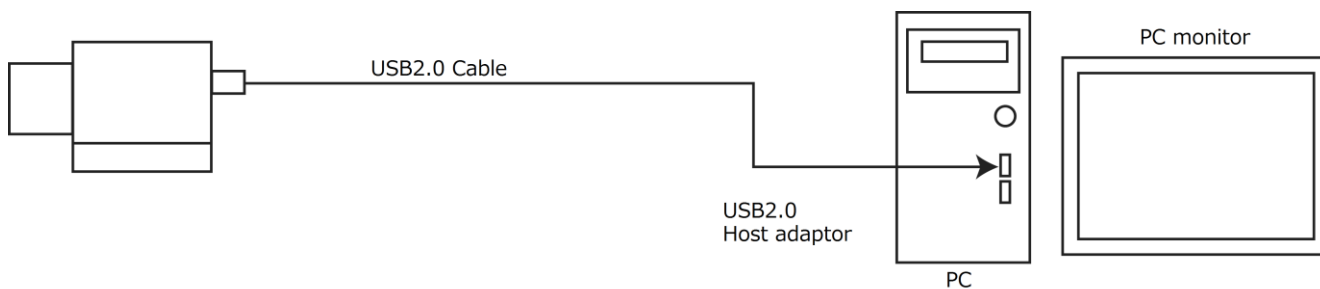 PC monitor
USB2.0 Cable
USB2.0
Host adaptor
PC